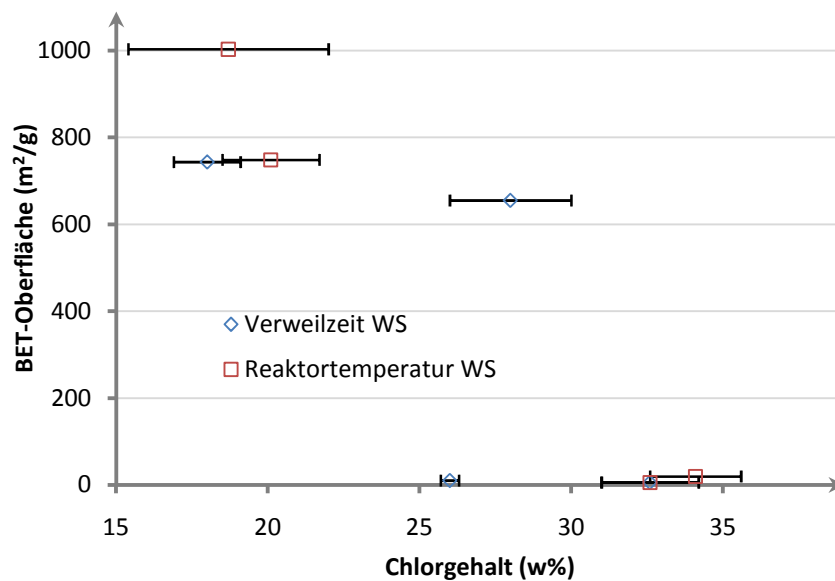 BET-Oberfläche (m²/g)
1000
800
600
400
200
0
Verweilzeit WS
Reaktortemperatur WS
15
20
25
30
35
Chlorgehalt (w%)